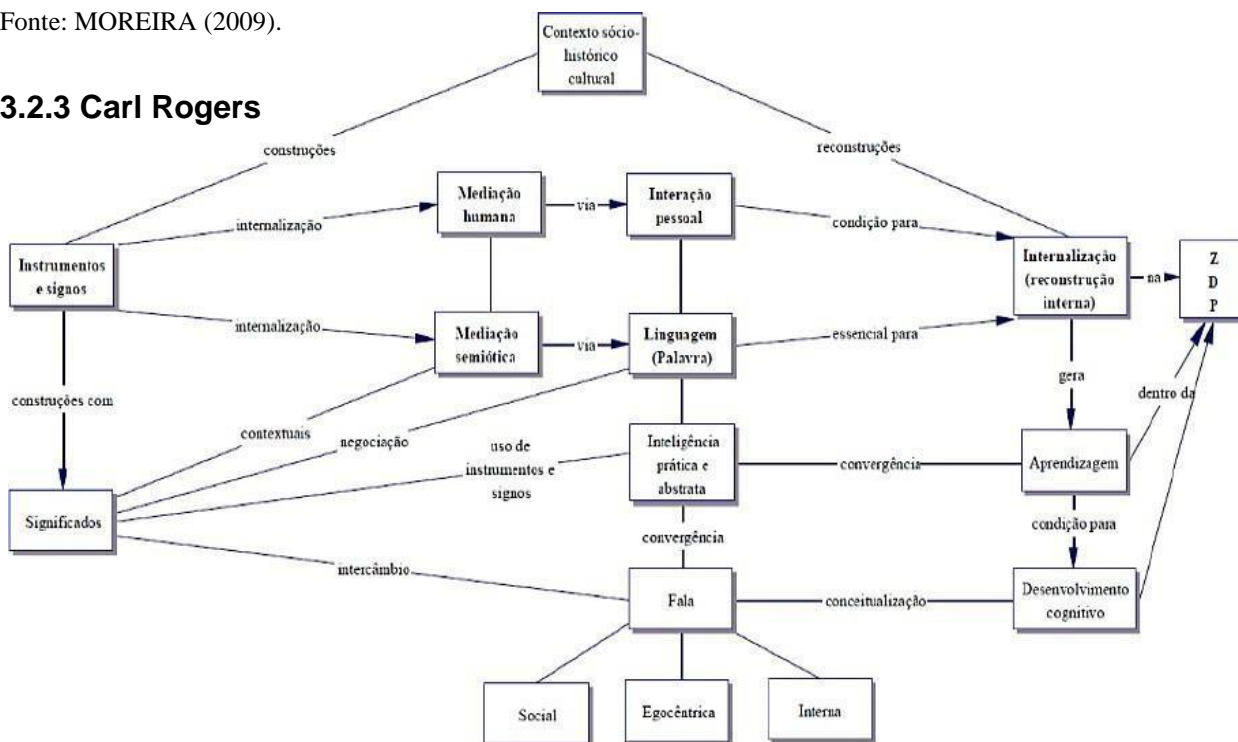 Fonte: MOREIRA (2009).
Contexto sócio-
histórico
cultural
3.2.3 Carl Rogers
construções
reconstruções
Mediação
humana
via
Interação
pessoal
internalização
condição para
Instrumentos
e signos
Internalização
(reconstrução
interna)
na
Z
D
P
internalização
Mediação
semiótica
via
Linguagem
(Palavra)
essencial para
gera
construções com
dentro da
contextuais
negociação
uso de
instrumentos e
signos
Inteligência
prática e
abstrata
convergência
Aprendizagem
Significados
condição para
convergência
intercâmbio
Fala
conceitualização
Desenvolvimento
cognitivo
Social
Egocêntrica
Interna